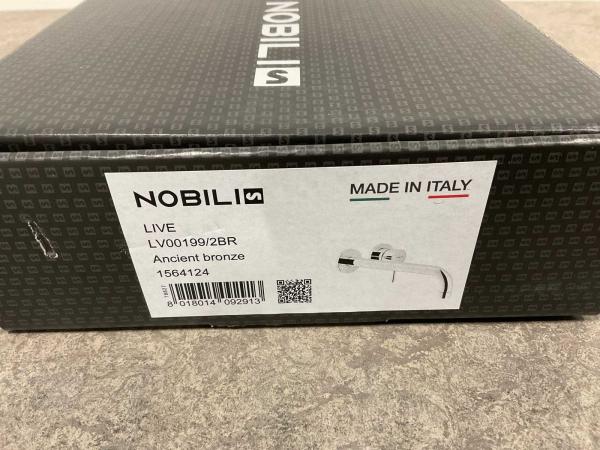 NOBILI S
NOBILI S
MADE IN ITALY
LIVE
LV00199/2BR
Ancient bronze
1564124
8 018014 092913